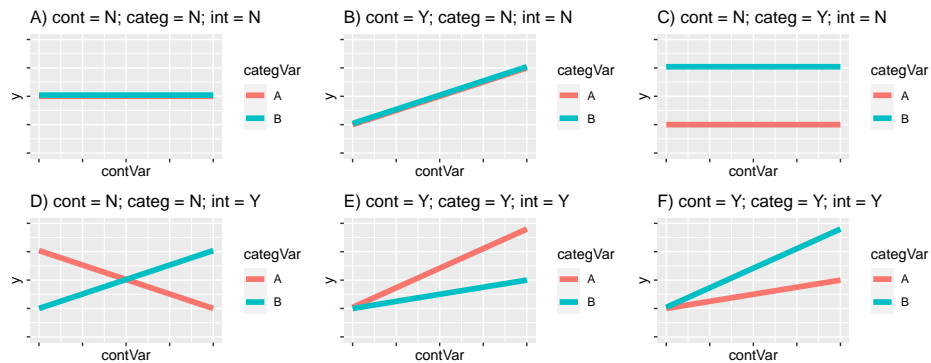 A) cont = N; categ = N; int = N
y
contVar
categVar
A
B
B) cont = Y; categ = N; int = N
y
contVar
categVar
A
B
C) cont = N; categ = Y; int = N
y
contVar
categVar
A
B
D) cont = N; categ = N; int = Y
y
contVar
categVar
A
B
E) cont = Y; categ = Y; int = Y
y
contVar
categVar
A
B
F) cont = Y; categ = Y; int = Y
y
contVar
categVar
A
B